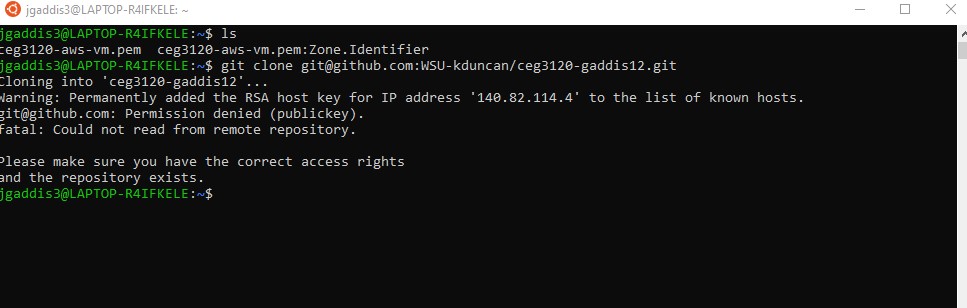 jgaddis3@LAPTOP-R4IFKELE: ~
jgaddis3@LAPTOP-R4IFKELE:~$ ls
ceg3120-aws-vm.pem  ceg3120-aws-vm.pem:Zone.Identifier
jgaddis3@LAPTOP-R4IFKELE:~$ git clone git@github.com:WSU-kduncan/ceg3120-gaddis12.git
Cloning into 'ceg3120-gaddis12'...
Warning: Permanently added the RSA host key for IP address '140.82.114.4' to the list of known hosts.
git@github.com: Permission denied (publickey).
fatal: Could not read from remote repository.

Please make sure you have the correct access rights
and the repository exists.
jgaddis3@LAPTOP-R4IFKELE:~$